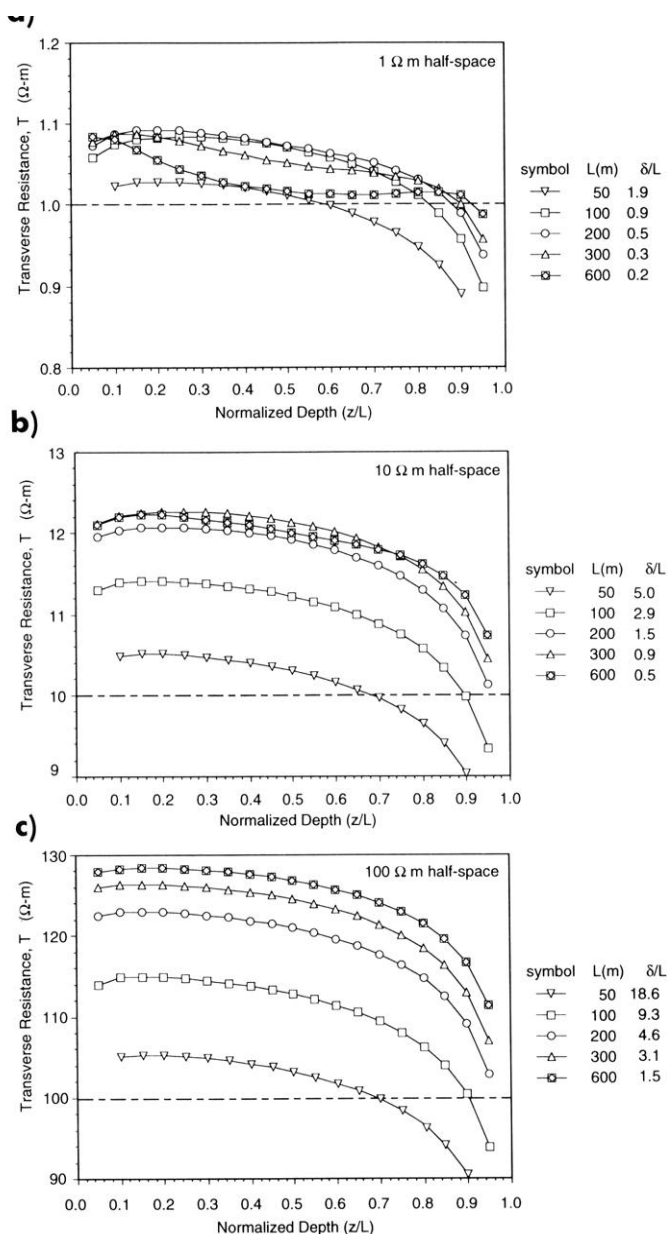 a)
1 Ω m half-space
Transverse Resistance, T (Ω-m)
1.2
1.1
1.0
0.9
0.8
0.0 0.1 0.2 0.3 0.4 0.5 0.6 0.7 0.8 0.9 1.0
Normalized Depth (z/L)
symbol L(m) δ/L
50 1.9
100 0.9
200 0.5
300 0.3
600 0.2
b)
10 Ω m half-space
Transverse Resistance, T (Ω-m)
13
12
11
10
9
0.0 0.1 0.2 0.3 0.4 0.5 0.6 0.7 0.8 0.9 1.0
Normalized Depth (z/L)
symbol L(m) δ/L
50 5.0
100 2.9
200 1.5
300 0.9
600 0.5
c)
100 Ω m half-space
Transverse Resistance, T (Ω-m)
130
120
110
100
90
0.0 0.1 0.2 0.3 0.4 0.5 0.6 0.7 0.8 0.9 1.0
Normalized Depth (z/L)
symbol L(m) δ/L
50 18.6
100 9.3
200 4.6
300 3.1
600 1.5